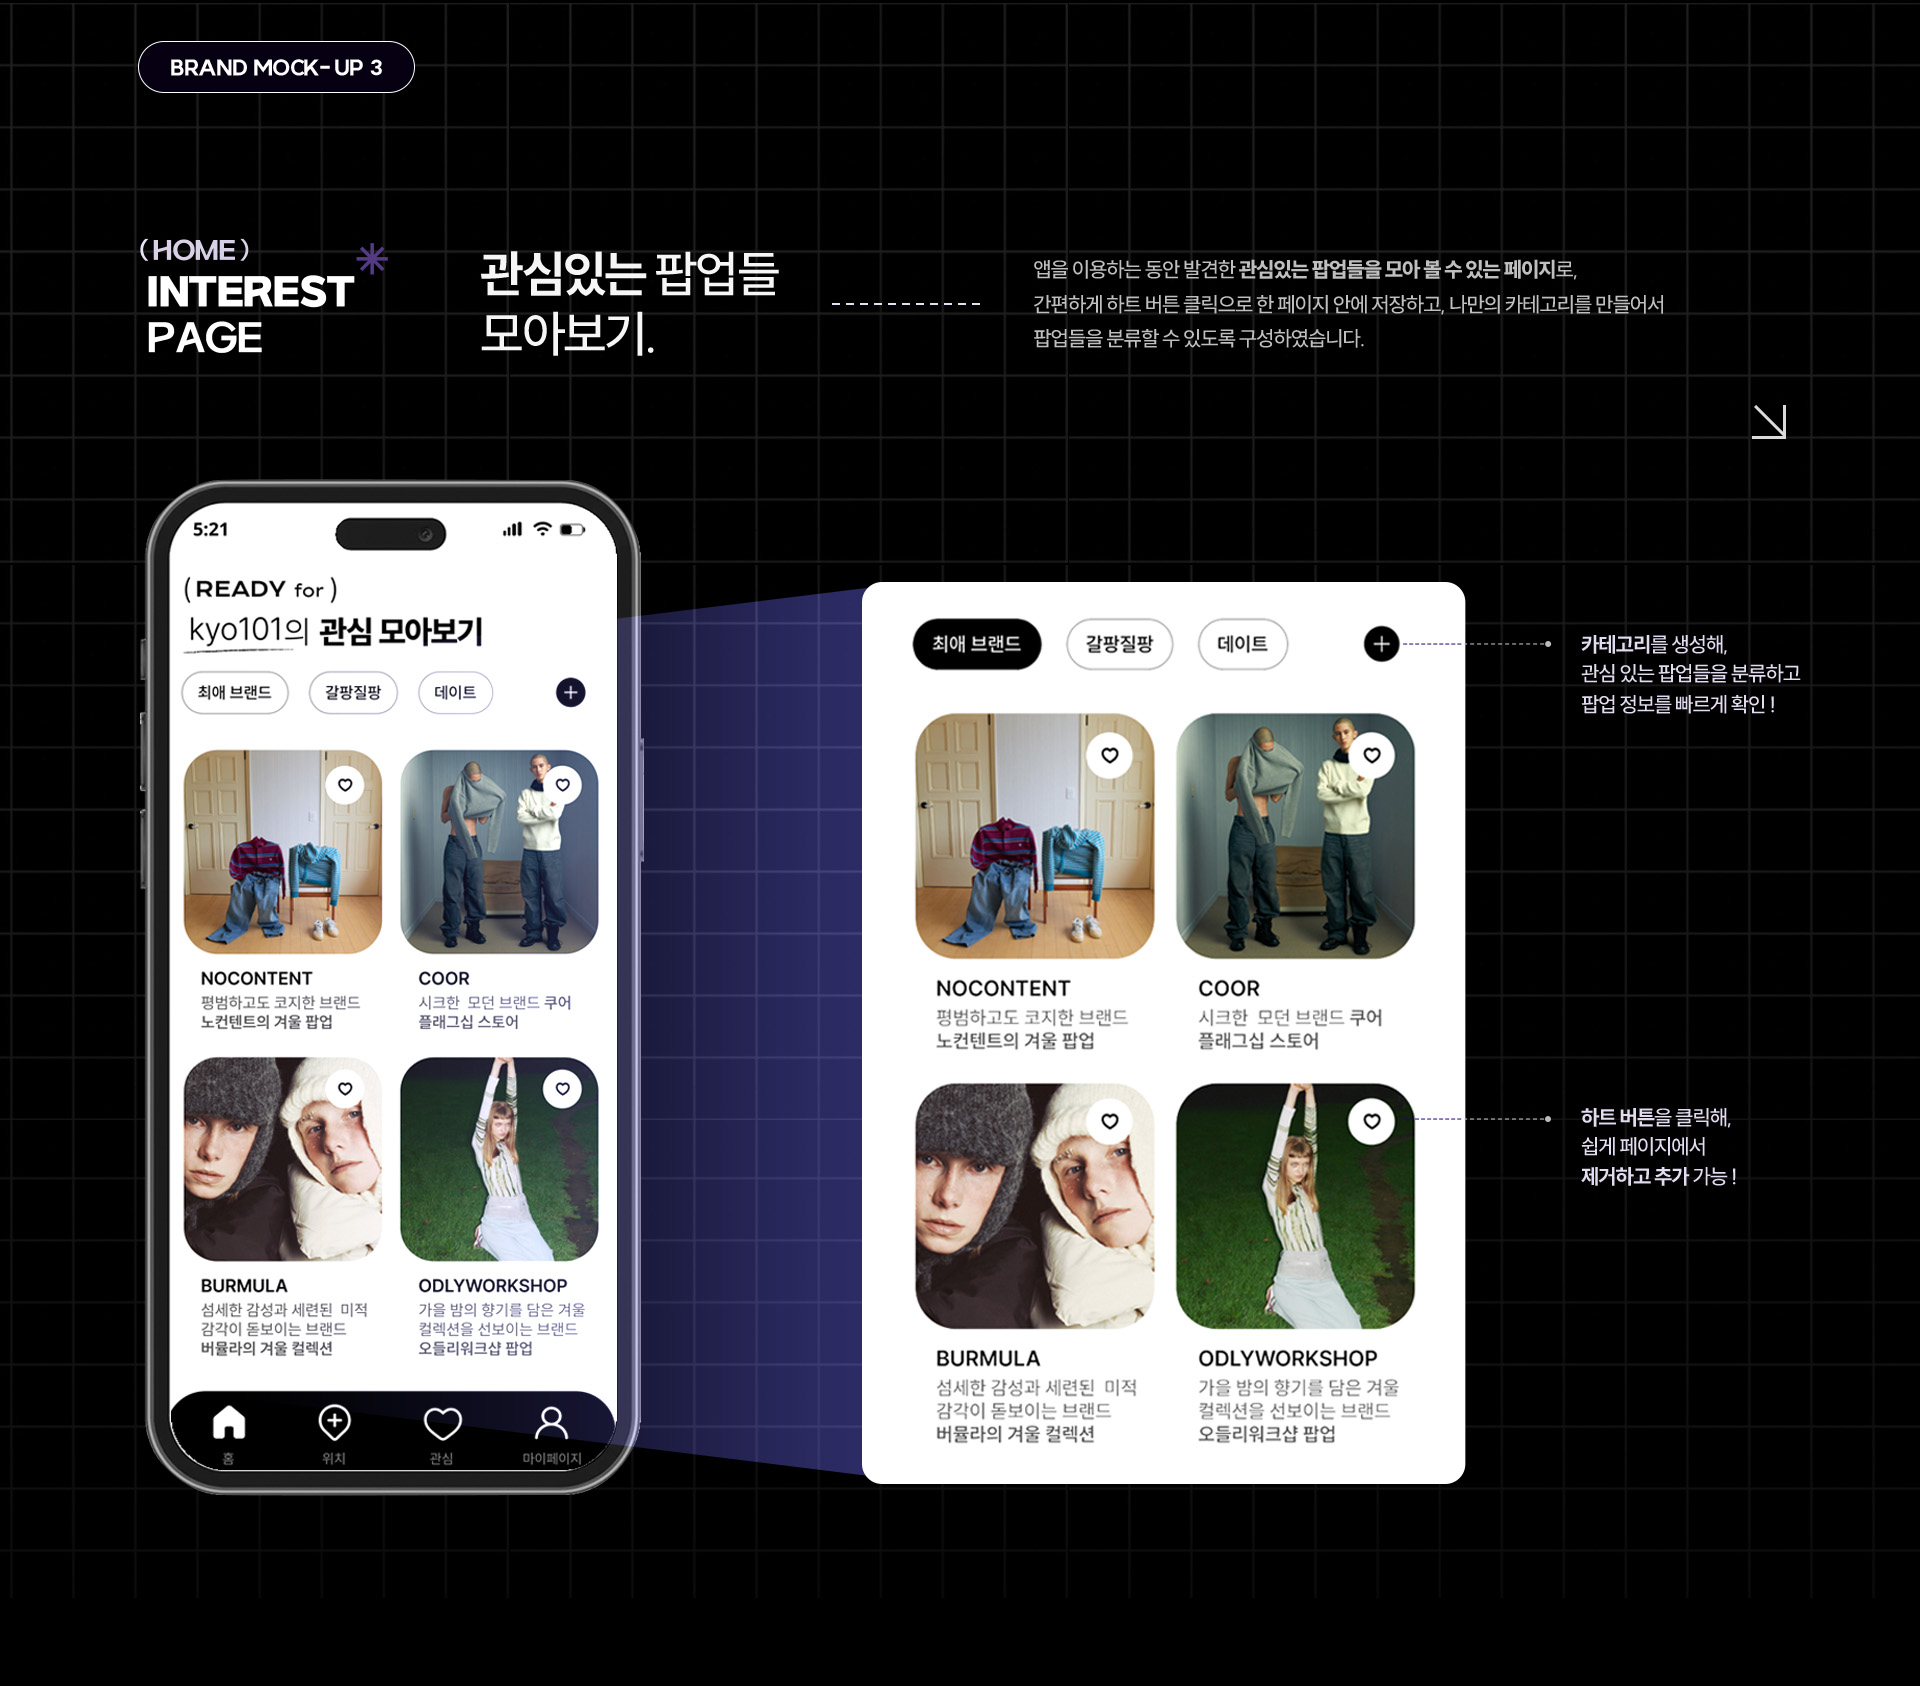 BRAND MOCK-UP 3
(HOME)
INTEREST
PAGE
관심있는 팝업들
모아보기.
앱을 이용하는 동안 발견한 관심있는 팝업들을 모아 볼 수 있는 페이지로,
간편하게 하트 버튼 클릭으로 한 페이지 안에 저장하고, 나만의 카테고리를 만들어서
팝업들을 분류할 수 있도록 구성하였습니다.
5:21
(READY for)
kyo101의 관심 모아보기
최애 브랜드
갈팡질팡
데이트
NOCONTENT
평범하고도 코지한 브랜드
노컨텐트의 겨울 팝업
COOR
시크한 모던 브랜드 쿠어
플래그십 스토어
BURMULA
섬세한 감성과 세련된 미적
감각이 돋보이는 브랜드
버뮬라의 겨울 컬렉션
ODLYWORKSHOP
가을 밤의 향기를 담은 겨울
컬렉션을 선보이는 브랜드
오들리워크샵 팝업
홈
위치
관심
마이페이지
최애 브랜드
갈팡질팡
데이트
NOCONTENT
평범하고도 코지한 브랜드
노컨텐트의 겨울 팝업
COOR
시크한 모던 브랜드 쿠어
플래그십 스토어
BURMULA
섬세한 감성과 세련된 미적
감각이 돋보이는 브랜드
버뮬라의 겨울 컬렉션
ODLYWORKSHOP
가을 밤의 향기를 담은 겨울
컬렉션을 선보이는 브랜드
오들리워크샵 팝업
카테고리를 생성해,
관심 있는 팝업들을 분류하고
팝업 정보를 빠르게 확인 !
하트 버튼을 클릭해,
쉽게 페이지에서
제거하고 추가 가능 !